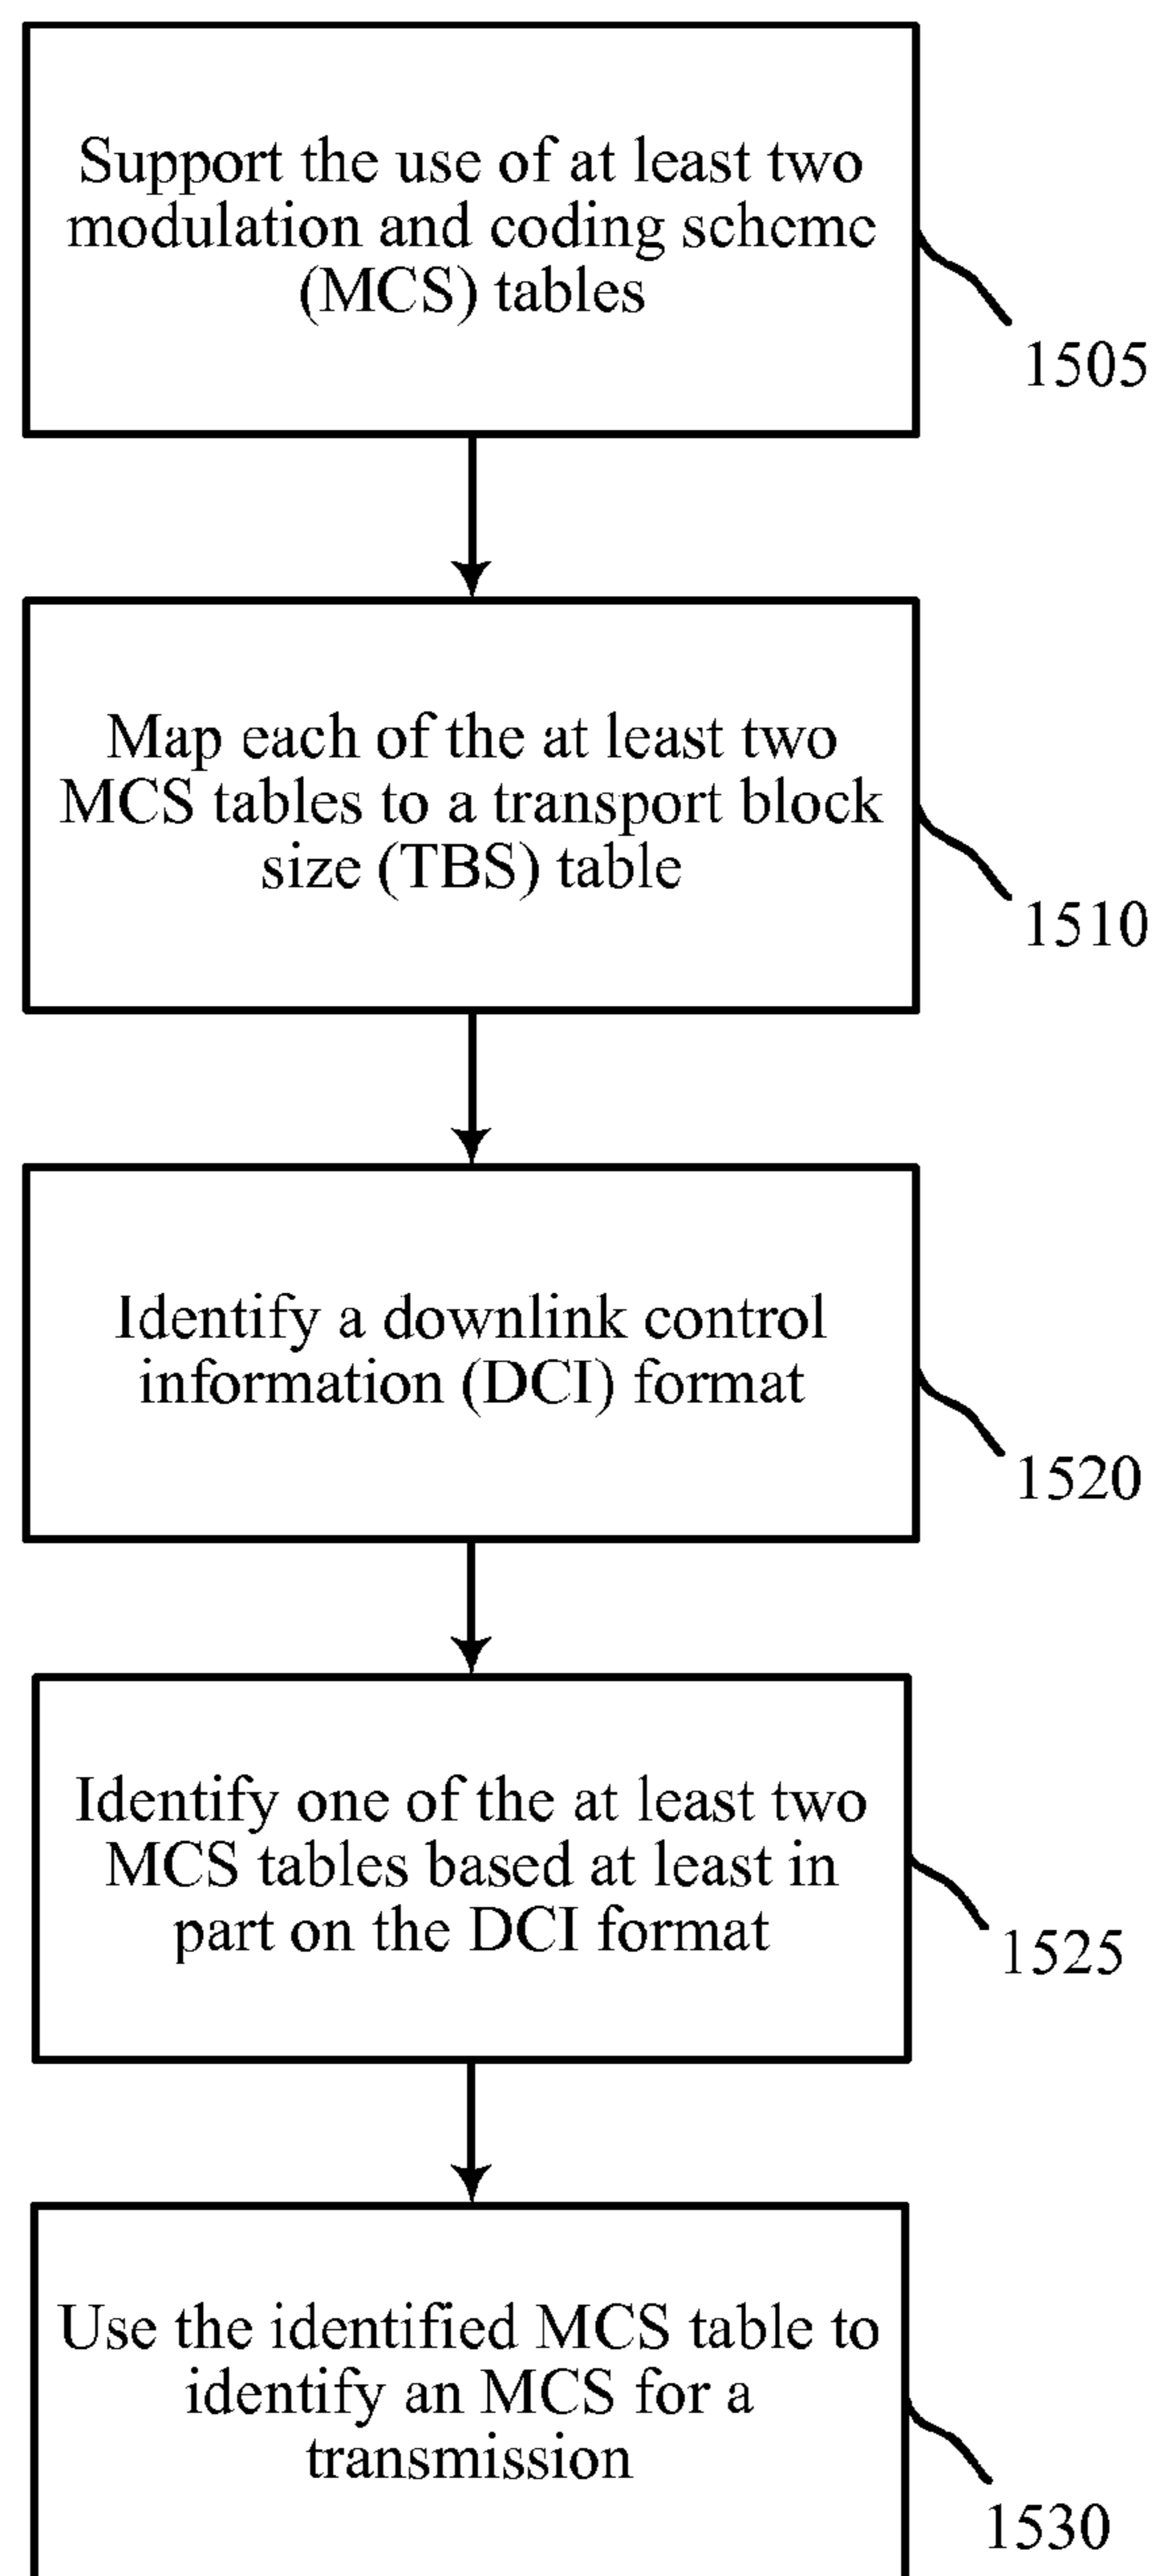 Support the use of at least two
modulation and coding scheme
(MCS) tables
1505
Map each of the at least two
MCS tables to a transport block
size (TBS) table
1510
Identify a downlink control
information (DCI) format
1520
Identify one of the at least two
MCS tables based at least in
part on the DCI format
1525
Use the identified MCS table to
identify an MCS for a
transmission
1530